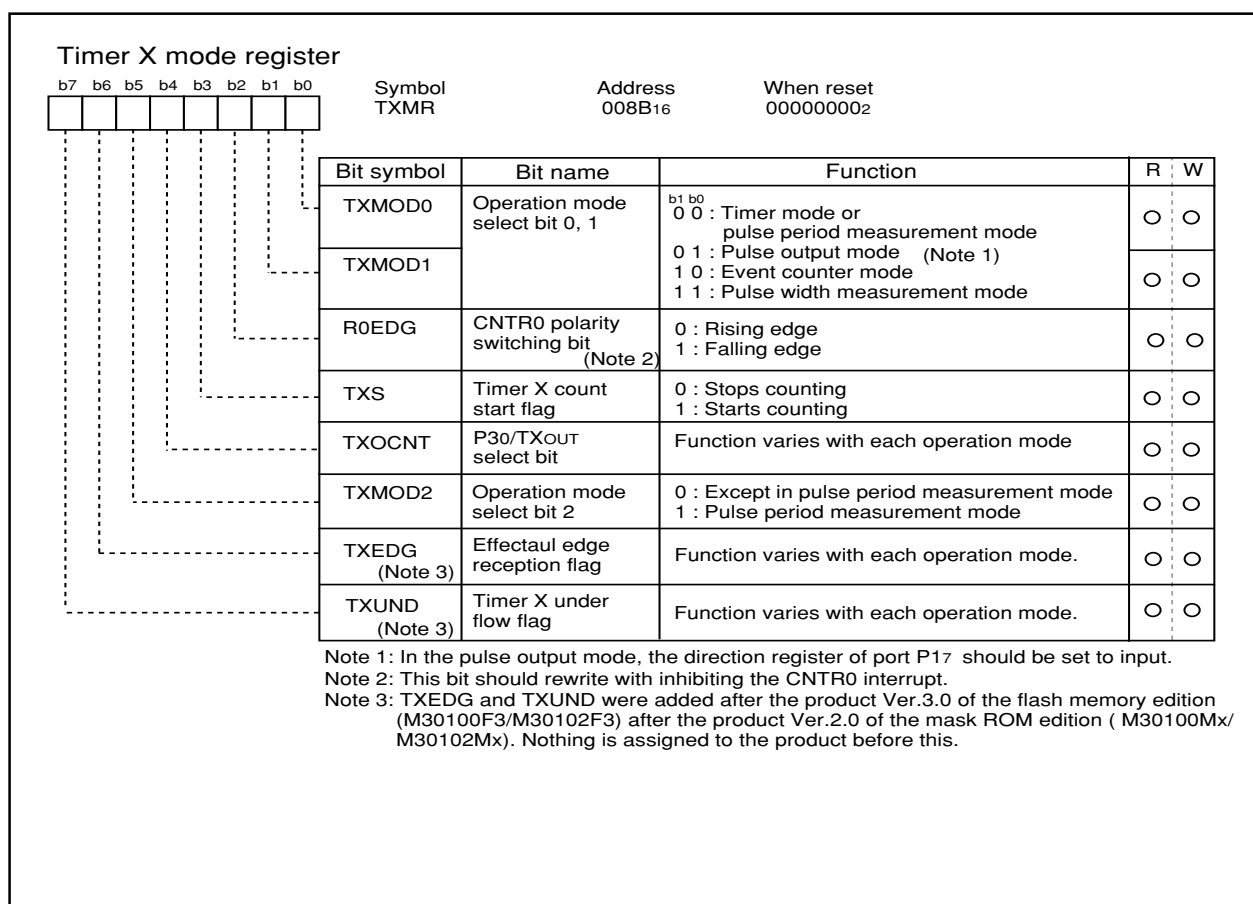 Timer X mode register
b7 b6 b5 b4 b3 b2 b1 b0
Symbol Address When reset
TXMR 008B16 000000002
Bit symbol Bit name Function R W
TXMOD0 Operation mode select bit 0, 1
b1 b0
0 0 : Timer mode or
pulse period measurement mode
TXMOD1
0 1 : Pulse output mode (Note 1)
1 0 : Event counter mode
1 1 : Pulse width measurement mode
R0EDG CNTR0 polarity switching bit (Note 2)
0 : Rising edge
1 : Falling edge
TXS Timer X count start flag
0 : Stops counting
1 : Starts counting
TXOCNT P30/TXOUT select bit
Function varies with each operation mode
TXMOD2 Operation mode select bit 2
0 : Except in pulse period measurement mode
1 : Pulse period measurement mode
TXEDG (Note 3) Effectaul edge reception flag
Function varies with each operation mode.
TXUND (Note 3) Timer X under flow flag
Function varies with each operation mode.
Note 1: In the pulse output mode, the direction register of port P17 should be set to input.
Note 2: This bit should rewrite with inhibiting the CNTR0 interrupt.
Note 3: TXEDG and TXUND were added after the product Ver.3.0 of the flash memory edition
(M30100F3/M30102F3) after the product Ver.2.0 of the mask ROM edition ( M30100Mx/
M30102Mx). Nothing is assigned to the product before this.